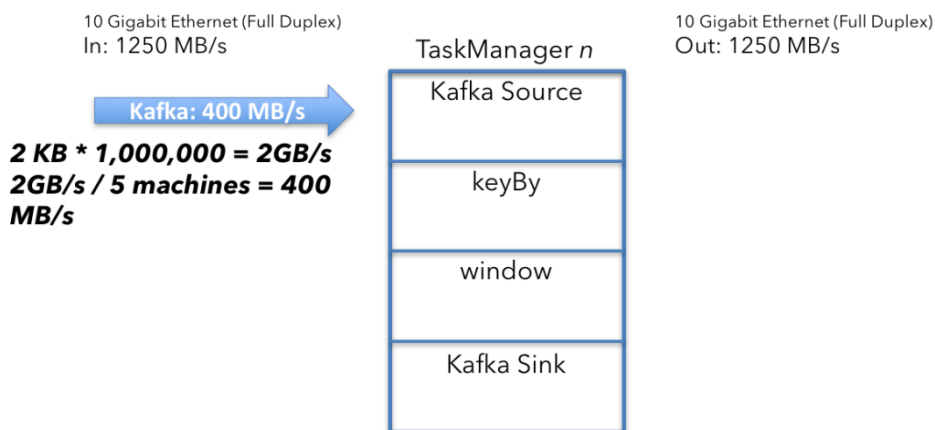 10 Gigabit Ethernet (Full Duplex)
In: 1250 MB/s
10 Gigabit Ethernet (Full Duplex)
Out: 1250 MB/s
TaskManager n
Kafka: 400 MB/s
2 KB * 1,000,000 = 2GB/s
2GB/s / 5 machines = 400
MB/s
Kafka Source
keyBy
window
Kafka Sink